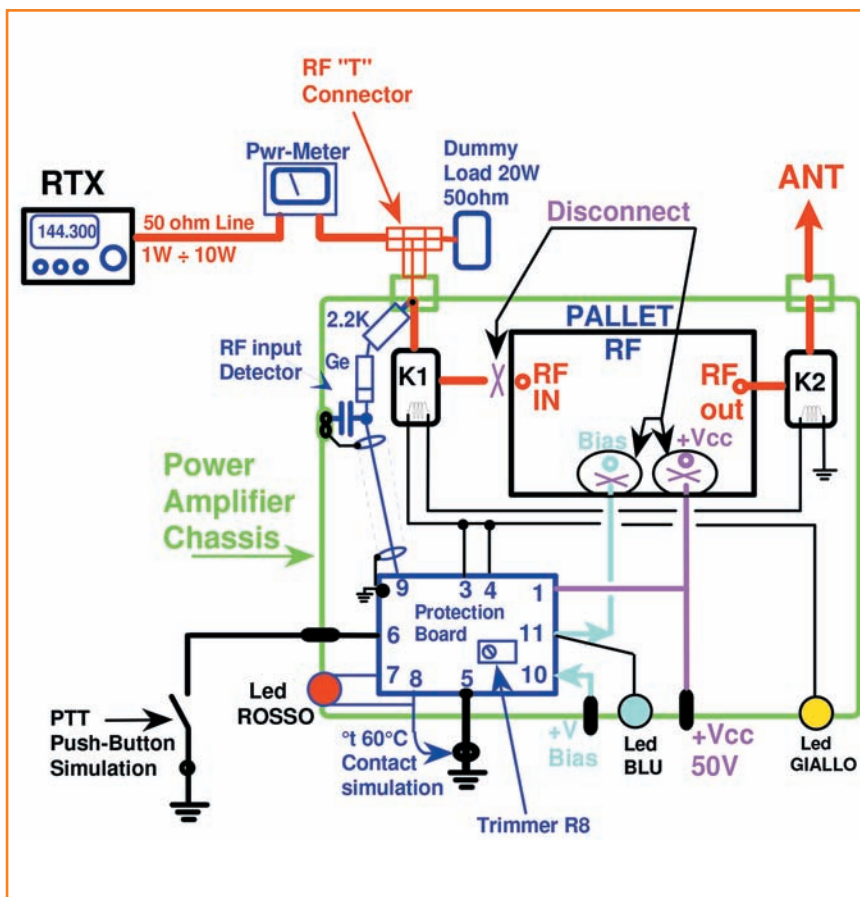 RF "T"
Connector
Pwr-Meter
Dummy
Load 20W
50ohm
RTX
ANT
144.300
50 ohm Line
1W ÷ 10W
Disconnect
2.2K
PALLET
RF
RF input
Detector
Ge
K1
RF
IN
RF
out
K2
Bias
+Vcc
Power
Amplifier
Chassis
9
3
4
1
Protection
Board
6
11
7
8
5
10
Led
ROSSO
PTT
Push-Button
Simulation
°t 60°C
Contact
simulation
+V
Bias
Led
BLU
+Vcc
50V
Led
GIALLO
Trimmer R8